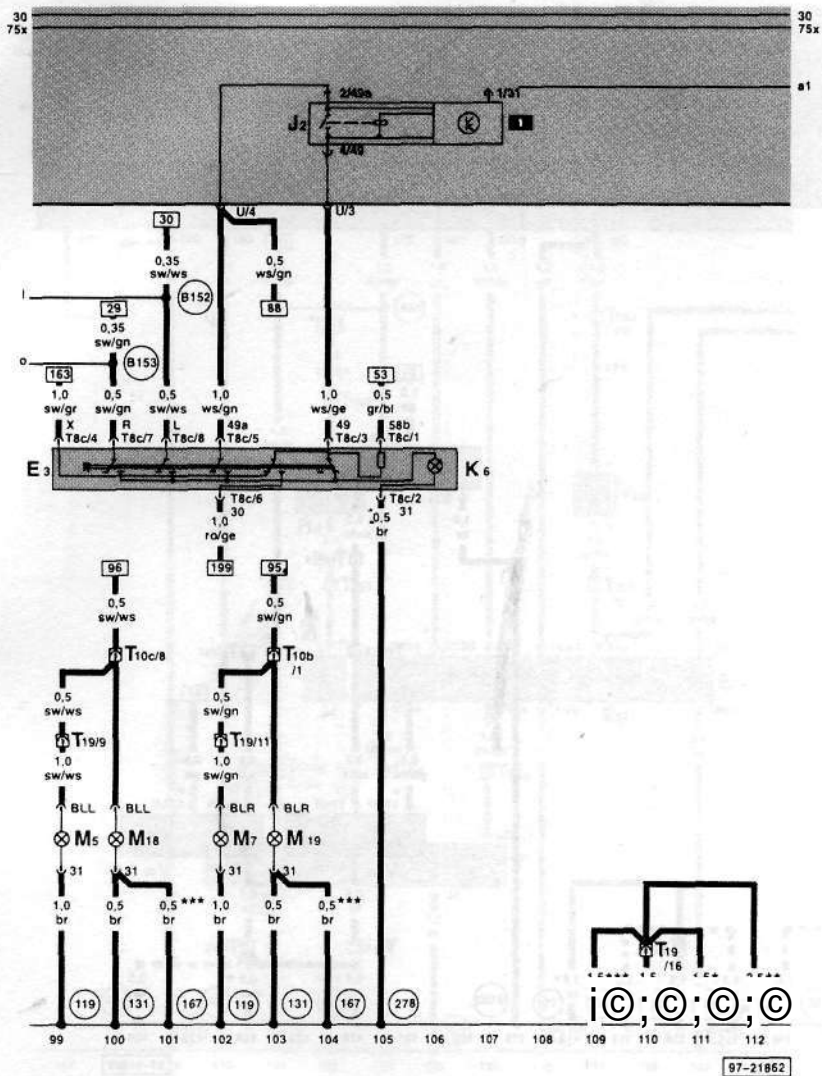 30 30
75x 75x
2/49a 1/31 a1
J2 1
4/49
U/4 U/3
30
0,35 0,5
sw/ws ws/gn
B152
29 88
0,35
sw/gn
o B153
163 53
1,0 0,5 0,5 1,0 1,0 0,5
sw/gr sw/gn sw/ws ws/gn ws/ge gr/bl
X R L 49a 49 58b
T8c/4 T8c/7 T8c/8 T8c/5 T8c/3 T8c/1
E3 K6
T8c/6 T8c/2
30 31
1,0 0,5
ro/ge br
96 199 95
0,5 0,5
sw/ws sw/gn
T10c/8 T10b
/1
0,5 0,5
sw/ws sw/gn
T19/9 T19/11
1,0 1,0
sw/ws sw/gn
BLL BLL BLR BLR
M5 M18 M7 M19
31 31 31 31
1,0 0,5 0,5 *** 1,0 0,5 0,5 ***
br br br br br br
T19
/16
119 131 167 119 131 167 278
i©;©;©;©
99 100 101 102 103 104 105 106 107 108 109 110 111 112
97-21862